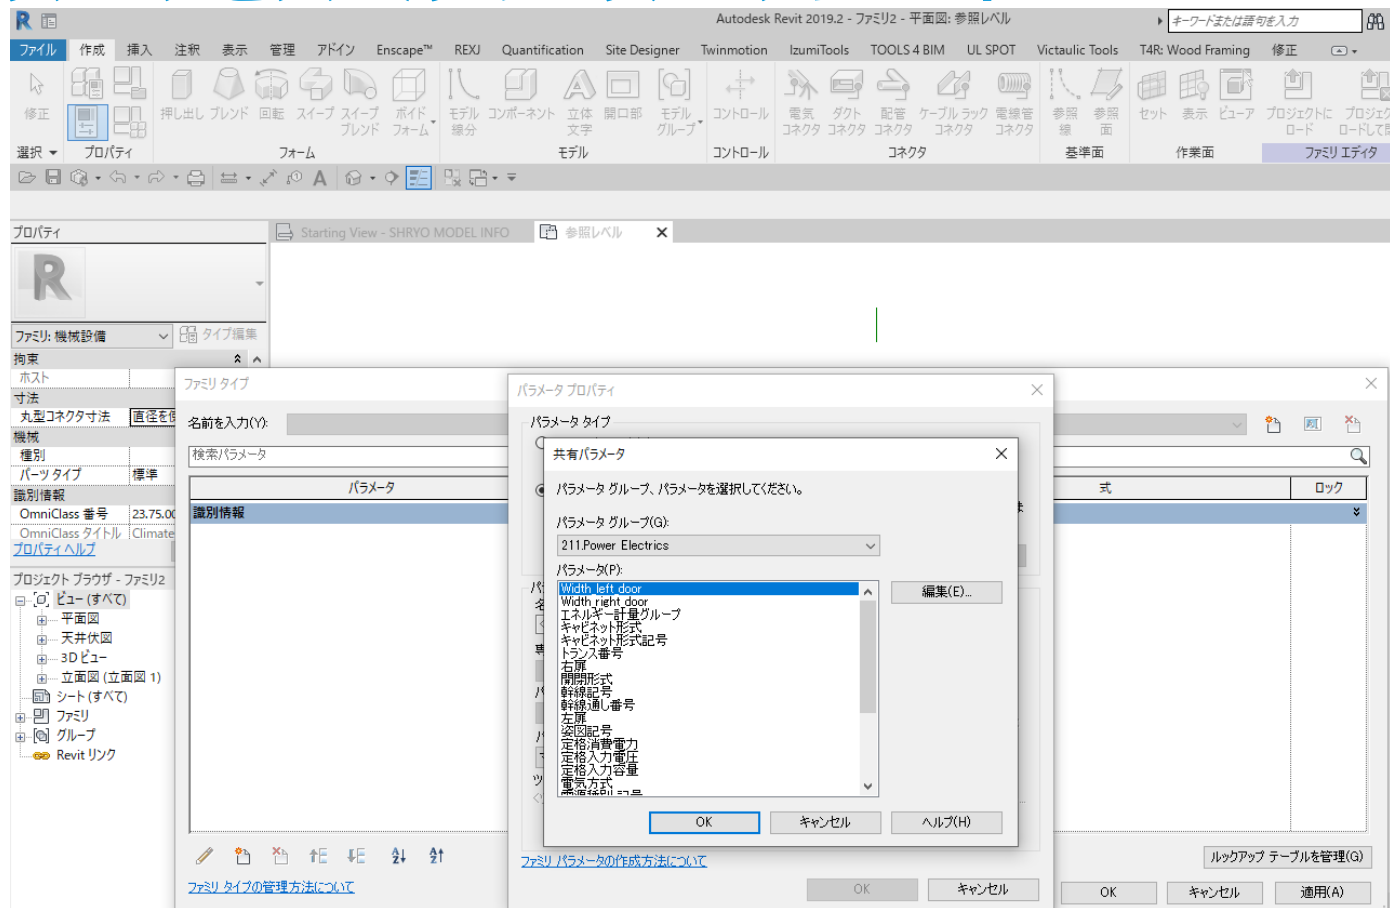 Autodesk Revit 2019.2 - ファミリ2 - 平面図: 参照レベル
キーワードまたは語句を入力
ファイル 作成 挿入 注釈 表示 管理 アドイン Enscape™ REXJ Quantification Site Designer Twinmotion IzumiTools TOOLS 4 BIM UL SPOT Victaulic Tools T4R: Wood Framing 修正
修正 押し出し ブレンド 回転 スイープ スイープ ブレンド ボイド フォーム モデル 線分 コンポーネント 立体 文字 開口部 モデル グループ コントロール 電気 コネクタ ダクト コネクタ 配管 コネクタ ケーブル ラック コネクタ 電線管 コネクタ 参照 線 参照 面 セット 表示 ビューア プロジェクトに ロード
選択 プロパティ フォーム モデル コントロール コネクタ 基準面 作業面 ファミリ エディタ
プロパティ
Starting View - SHRYO MODEL INFO
参照レベル
ファミリ: 機械設備
タイプ編集
拘束
ホスト
寸法
丸型コネクタ寸法 直径を
機械
種別
パーツ タイプ 標準
識別情報
OmniClass 番号 23.75.00
OmniClass タイトル Climate
プロパティ ヘルプ
プロジェクト ブラウザ - ファミリ2
ビュー (すべて)
平面図
天井伏図
3D ビュー
立面図 (立面図 1)
シート (すべて)
ファミリ
グループ
Revit リンク
ファミリ タイプ
名前を入力(Y):
検索パラメータ
パラメータ 式 ロック
識別情報
ファミリ タイプの管理方法について
ルックアップ テーブルを管理(G)
OK キャンセル 適用(A)
パラメータ プロパティ
パラメータ タイプ
ファミリ パラメータの作成方法について
OK キャンセル
共有パラメータ
パラメータ グループ、パラメータを選択してください。
パラメータ グループ(G):
211.Power Electrics
パラメータ(P):
Width_left_door
Width_right_door
エネルギー計量グループ
キャビネット形式
キャビネット形式記号
トランス番号
右扉
開閉形式
幹線記号
幹線通し番号
左扉
姿図記号
定格消費電力
定格入力電圧
定格入力容量
電気方式
電源種別記号
編集(E)...
OK キャンセル ヘルプ(H)